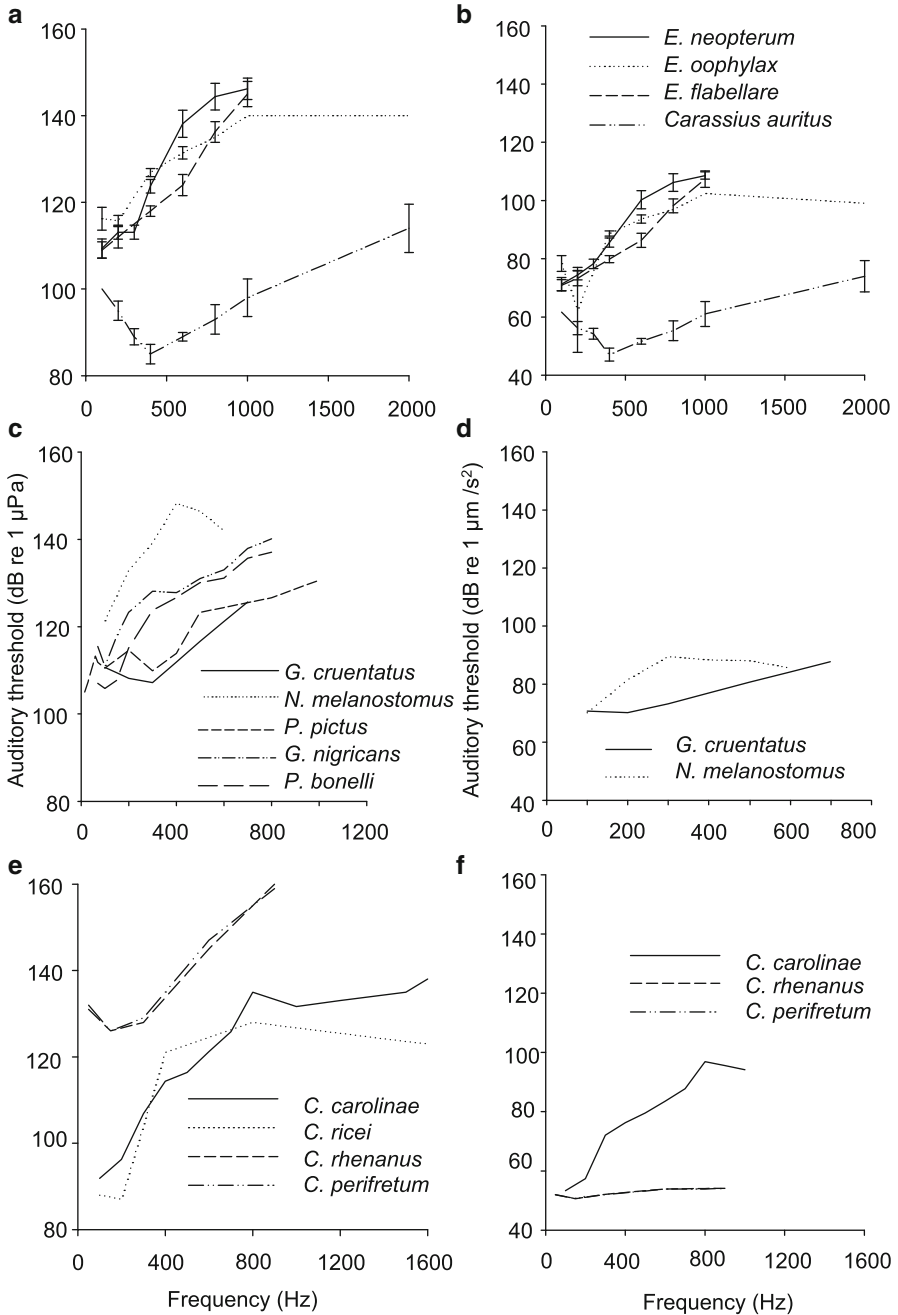 a
160
140
120
100
80
0 500 1000 1500 2000
b
160
140
120
100
80
60
40
0 500 1000 1500 2000
E. neopterum
E. oophylax
E. flabellare
Carassius auritus
c
160
140
120
100
80
0 400 800 1200
Auditory threshold (dB re 1 µPa)
G. cruentatus
N. melanostomus
P. pictus
G. nigricans
P. bonelli
d
160
140
120
100
80
60
40
0 200 400 600 800
Auditory threshold (dB re 1 µm /s²)
G. cruentatus
N. melanostomus
e
160
140
120
100
80
0 400 800 1200 1600
C. carolinae
C. ricei
C. rhenanus
C. perifretum
Frequency (Hz)
f
160
140
120
100
80
60
40
0 400 800 1200 1600
C. carolinae
C. rhenanus
C. perifretum
Frequency (Hz)